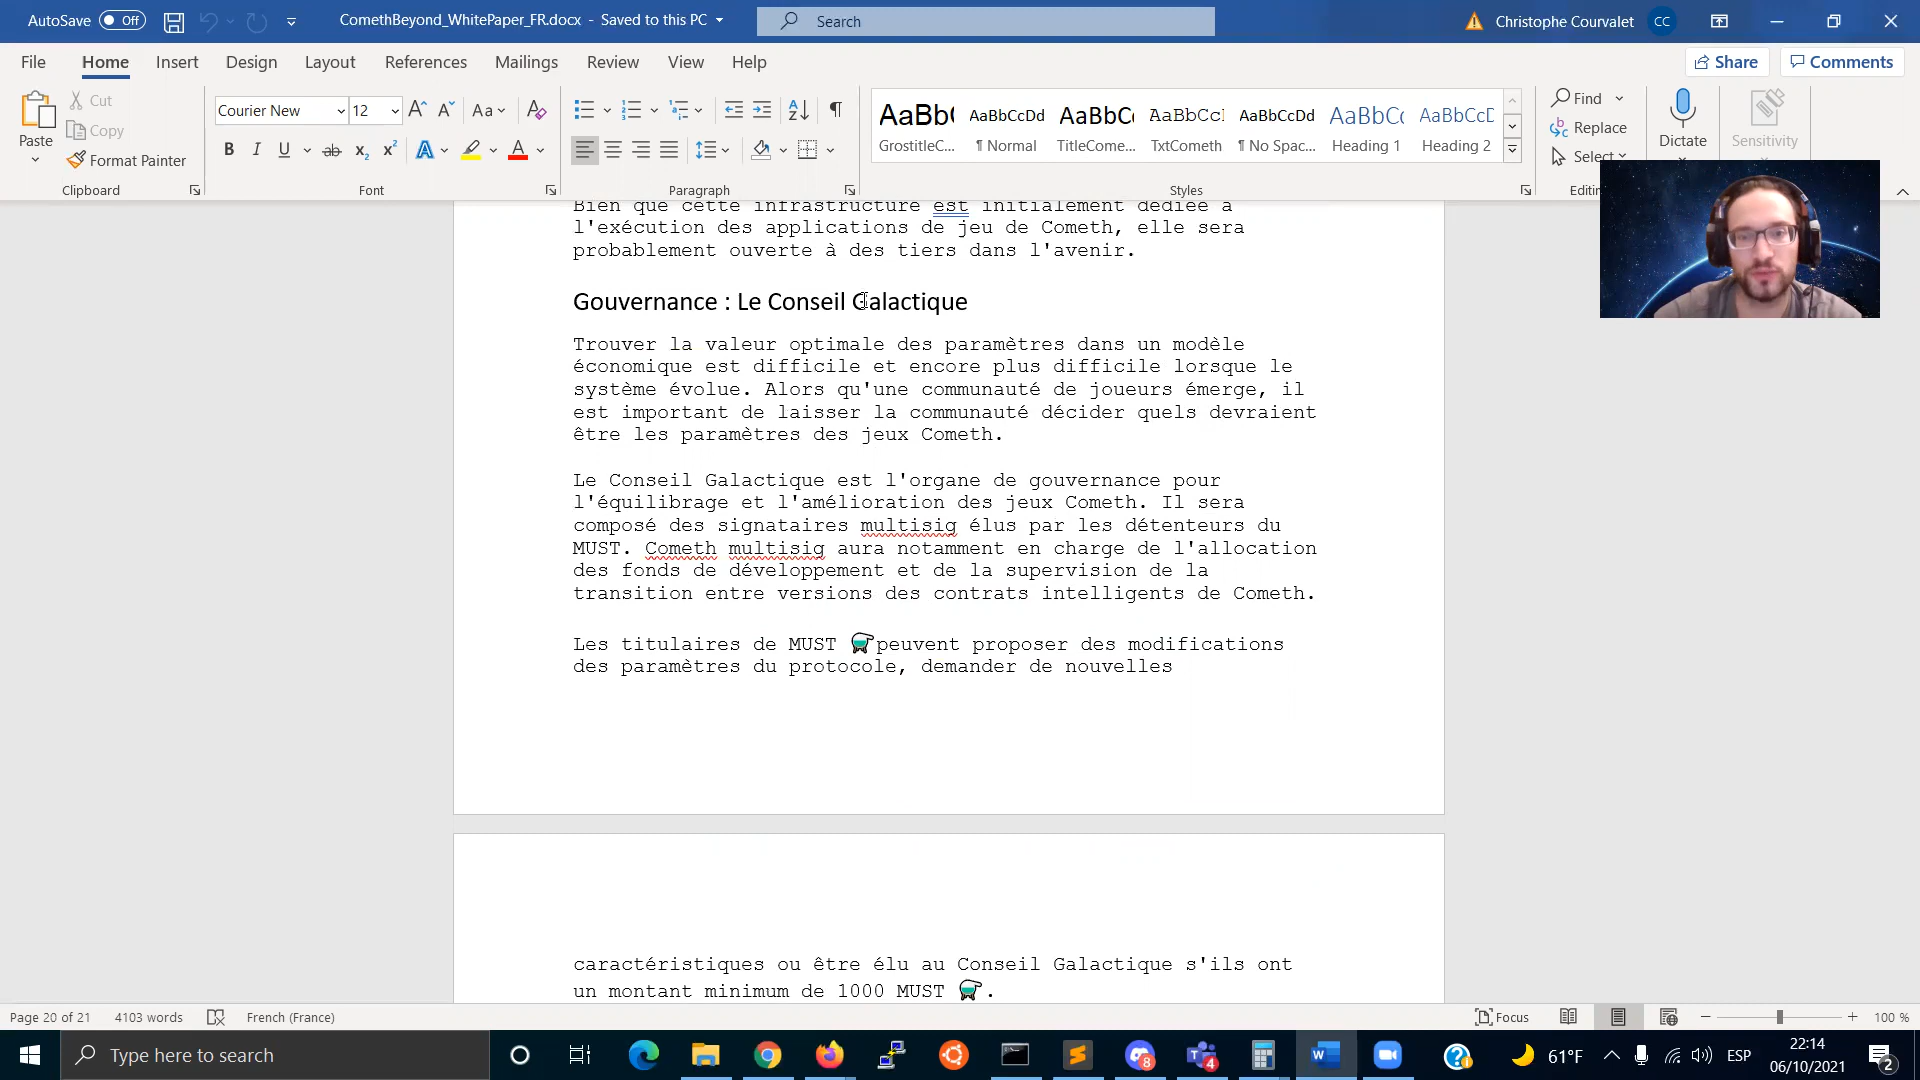 AutoSave Off ComethBeyond_WhitePaper_FR.docx - Saved to this PC Search Christophe Courvalet CC
File Home Insert Design Layout References Mailings Review View Help Share Comments
Paste Cut Copy Format Painter
Clipboard
Courier New 12 Aa
B I U ab x₂ x² A A
Font
Paragraph
AaBb( AaBbCcDd AaBbC( AaBbCcI AaBbCcDd AaBbC( AaBbCcD
GrostitleC... ¶ Normal TitleCome... TxtCometh ¶ No Spac... Heading 1 Heading 2
Styles
Find
Replace
Select
Dictate
Sensitivity
Bien que cette infrastructure est initialement dédiée à
l'exécution des applications de jeu de Cometh, elle sera
probablement ouverte à des tiers dans l'avenir.
Gouvernance : Le Conseil Galactique
Trouver la valeur optimale des paramètres dans un modèle
économique est difficile et encore plus difficile lorsque le
système évolue. Alors qu'une communauté de joueurs émerge, il
est important de laisser la communauté décider quels devraient
être les paramètres des jeux Cometh.
Le Conseil Galactique est l'organe de gouvernance pour
l'équilibrage et l'amélioration des jeux Cometh. Il sera
composé des signataires multisig élus par les détenteurs du
MUST. Cometh multisig aura notamment en charge de l'allocation
des fonds de développement et de la supervision de la
transition entre versions des contrats intelligents de Cometh.
Les titulaires de MUST peuvent proposer des modifications
des paramètres du protocole, demander de nouvelles
caractéristiques ou être élu au Conseil Galactique s'ils ont
un montant minimum de 1000 MUST .
Page 20 of 21 4103 words French (France) Focus 100 %
Type here to search 8 4 61°F ESP 22:14
06/10/2021 2